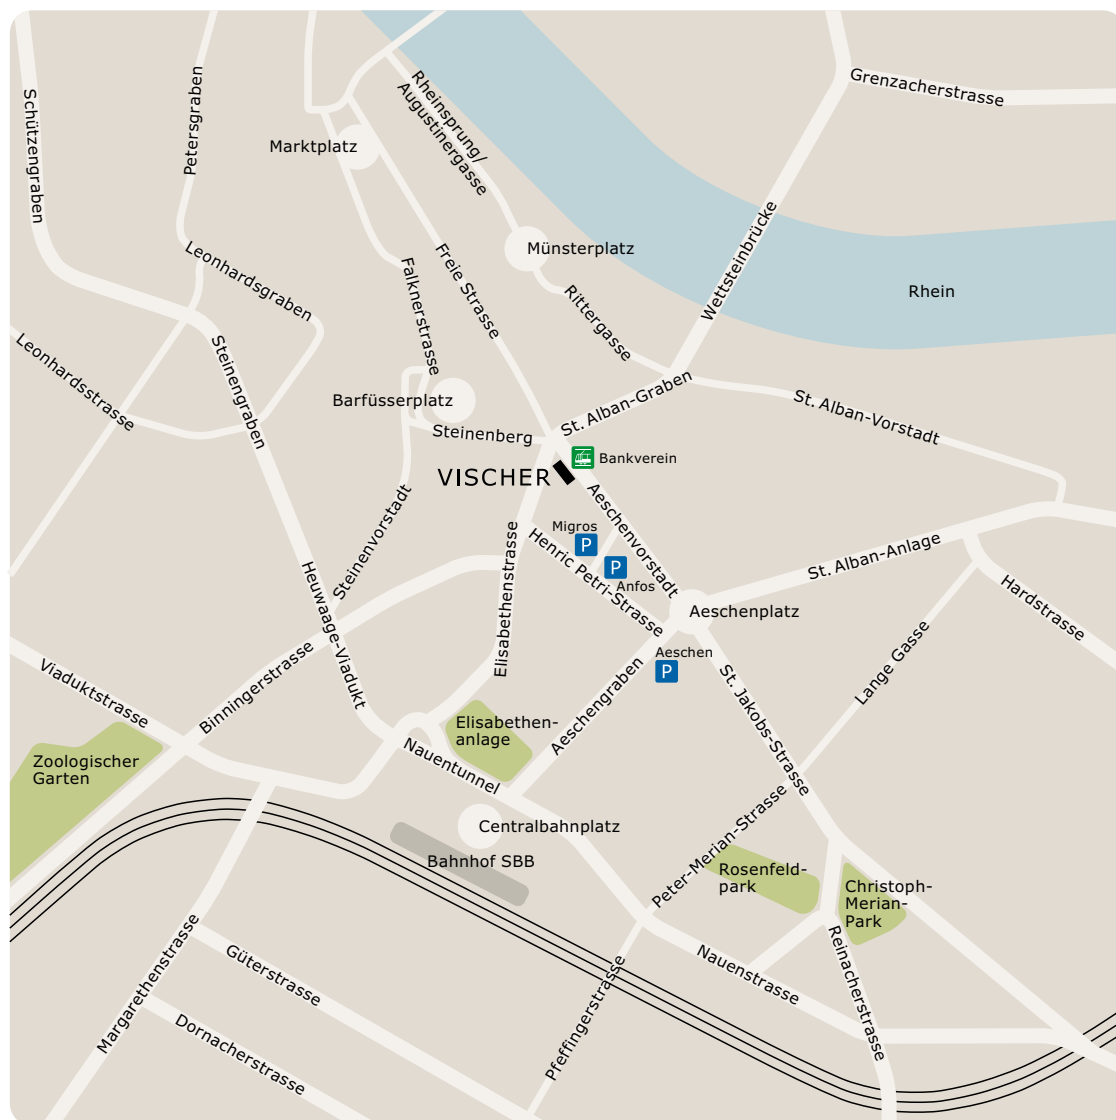 Grenzacherstrasse
Schützengraben
Petersgraben
Rheinsprung/
Augustinergasse
Marktplatz
Leonhardsgraben
Freie Strasse
Münsterplatz
Wettsteinbrücke
Rhein
Falknerstrasse
Rittergasse
Leonhardsstrasse
Steinengraben
Barfüsserplatz
St. Alban-Graben
St. Alban-Vorstadt
Steinenberg
Bankverein
VISCHER
Aeschenvorstadt
Steinenvorstadt
Migros
P
P
Anfos
Elisabethenstrasse
Henric Petri-Strasse
St. Alban-Anlage
Hardstrasse
Heuwaage-Viadukt
Aeschenplatz
Aeschen
P
Lange Gasse
Viaduktstrasse
Binningerstrasse
Aeschengraben
St. Jakobs-Strasse
Elisabethen-
anlage
Zoologischer
Garten
Nauentunnel
Centralbahnplatz
Bahnhof SBB
Peter-Merian-Strasse
Rosenfeld-
park
Christoph-
Merian-
Park
Margarethenstrasse
Güterstrasse
Nauenstrasse
Reinacherstrasse
Pfeffingerstrasse
Dornacherstrasse